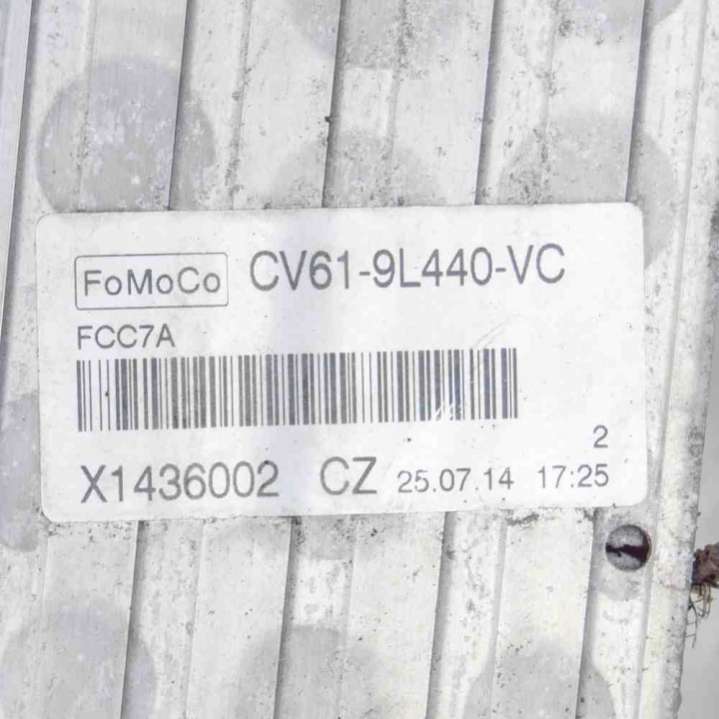 FoMoCo CV61-9L440-VC
FCC7A
2
X1436002 CZ 25.07.14 17:25